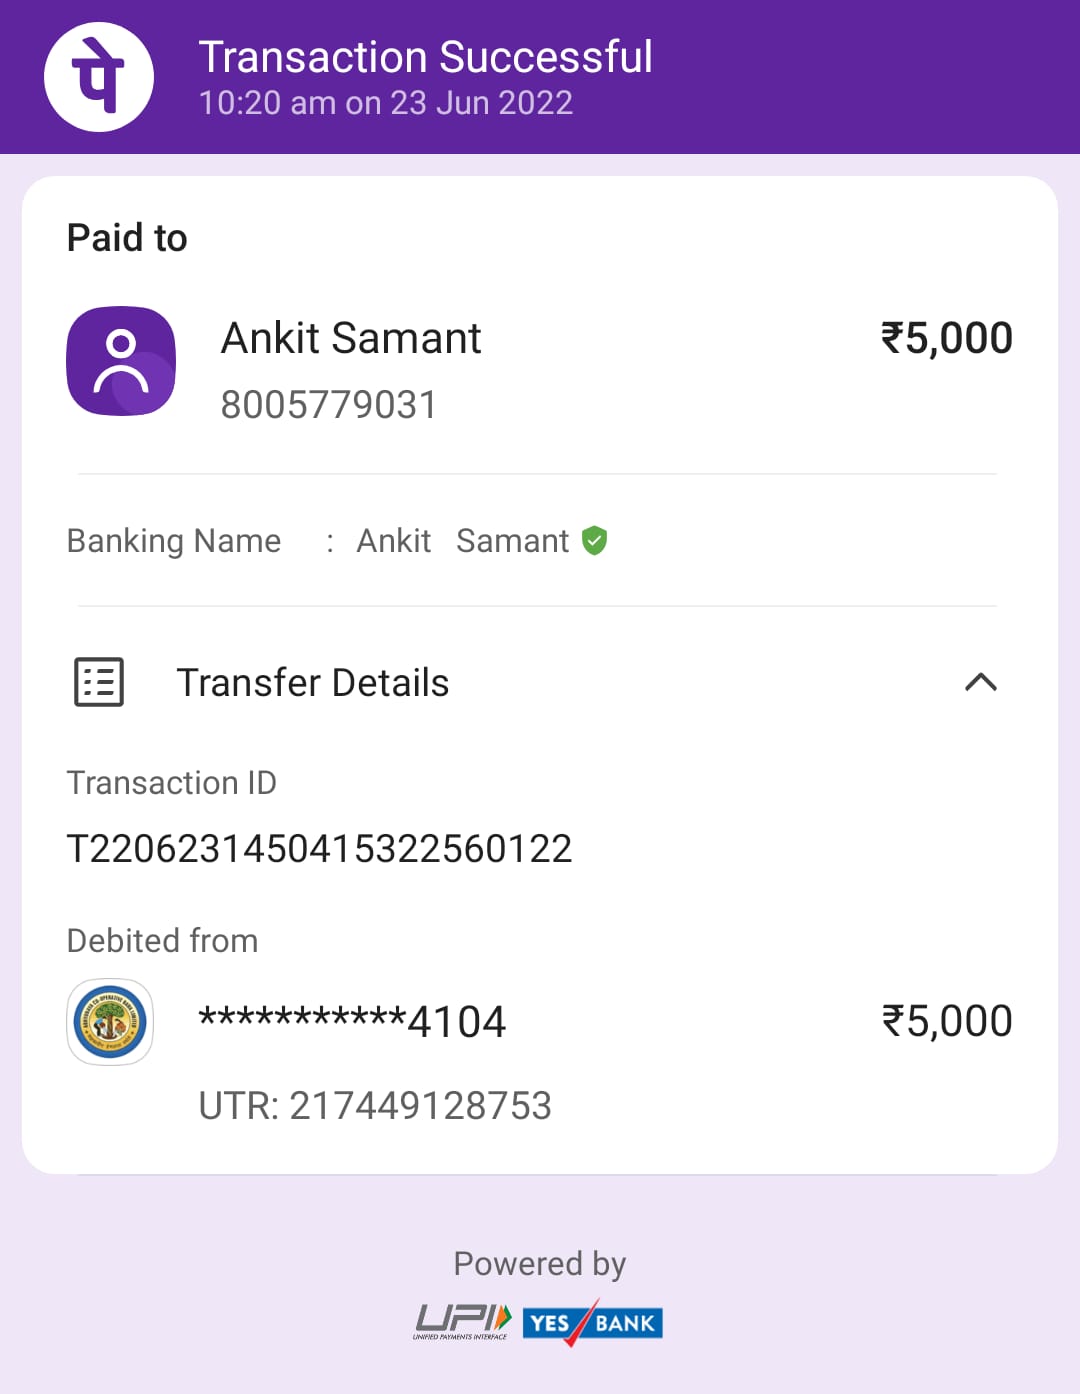 पे
Transaction Successful
10:20 am on 23 Jun 2022
Paid to
Ankit Samant ₹5,000
8005779031
Banking Name : Ankit Samant
Transfer Details
Transaction ID
T2206231450415322560122
Debited from
***********4104 ₹5,000
UTR: 217449128753
Powered by
UPI YES BANK
UNIFIED PAYMENTS INTERFACE